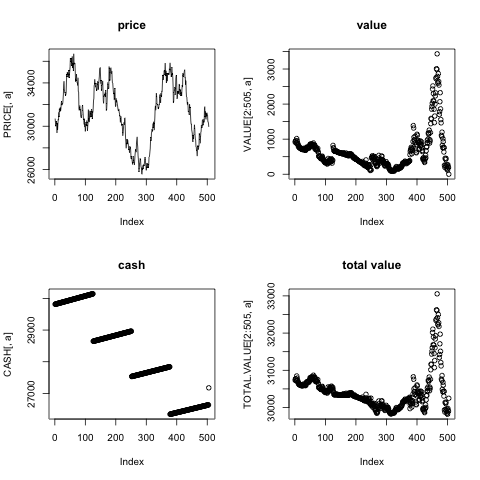 price
PRICE[, a]
26000 30000 34000
0 100 200 300 400 500
Index
value
VALUE[2:505, a]
0 1000 2000 3000
0 100 200 300 400 500
Index
cash
CASH[, a]
27000 29000
0 100 200 300 400 500
Index
total value
TOTAL.VALUE[2:505, a]
30000 31000 32000 33000
0 100 200 300 400 500
Index